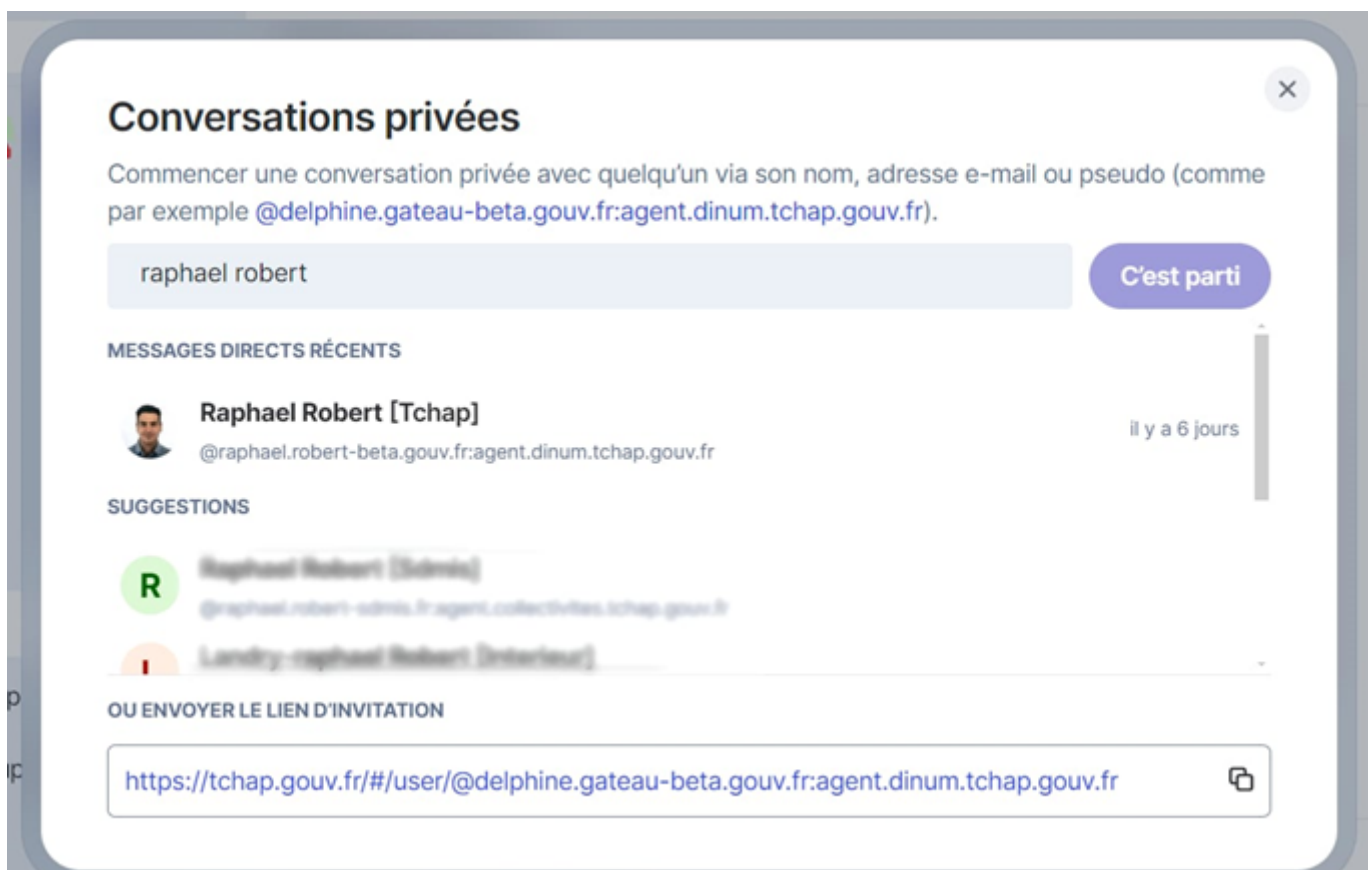 Conversations privées
Commencer une conversation privée avec quelqu'un via son nom, adresse e-mail ou pseudo (comme
par exemple @delphine.gateau-beta.gouv.fr:agent.dinum.tchap.gouv.fr).
raphael robert
C'est parti
MESSAGES DIRECTS RÉCENTS
Raphael Robert [Tchap]
il y a 6 jours
@raphael.robert-beta.gouv.fr:agent.dinum.tchap.gouv.fr
SUGGESTIONS
R
OU ENVOYER LE LIEN D'INVITATION
https://tchap.gouv.fr/#/user/@delphine.gateau-beta.gouv.fr:agent.dinum.tchap.gouv.fr